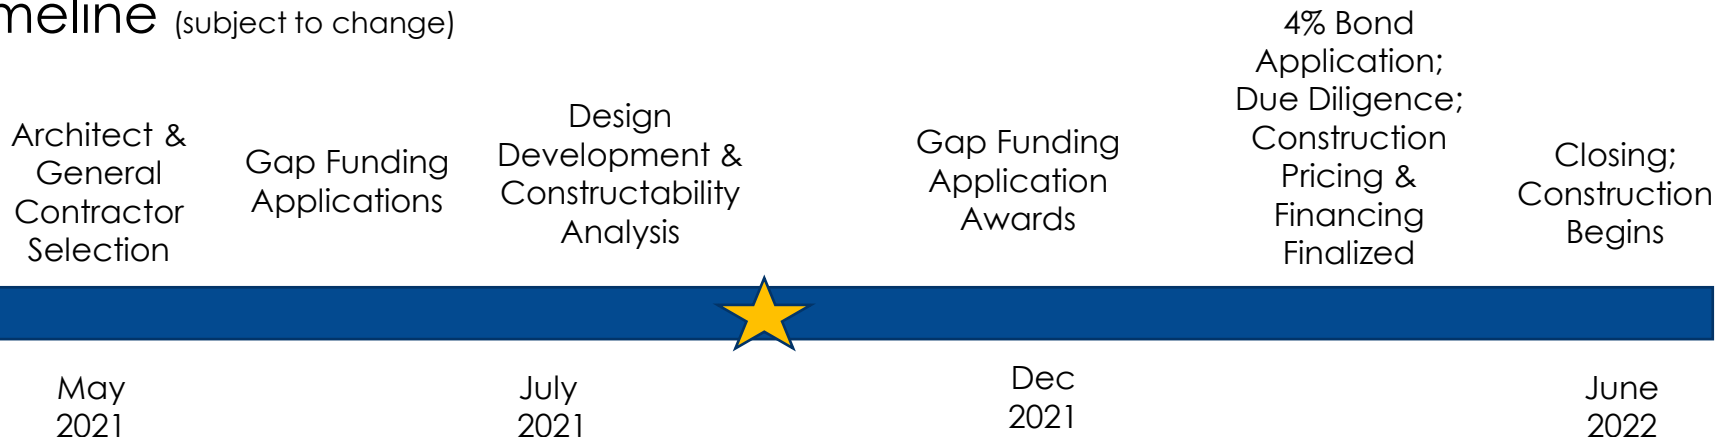 meline (subject to change)
Architect &
General
Contractor
Selection
Gap Funding
Applications
Design
Development &
Constructability
Analysis
Gap Funding
Application
Awards
4% Bond
Application;
Due Diligence;
Construction
Pricing &
Financing
Finalized
Closing;
Construction
Begins
May
2021
July
2021
Dec
2021
June
2022